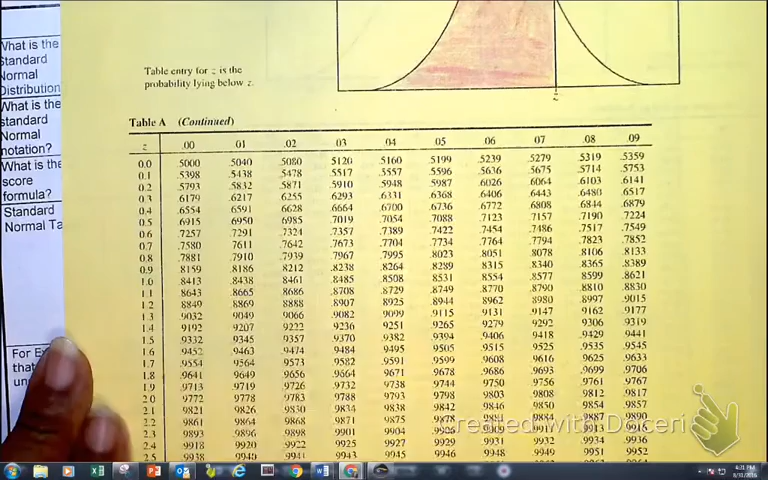 What is the
Standard
Normal
Distribution
What is the
standard
Normal
notation?
What is the
score
formula?
Standard
Normal Ta
For Ex
that
un
Table entry for z is the
probability lying below z.
z
Table A (Continued)
z .00 .01 .02 .03 .04 .05 .06 .07 .08 .09
0.0 .5000 .5040 .5080 .5120 .5160 .5199 .5239 .5279 .5319 .5359
0.1 .5398 .5438 .5478 .5517 .5557 .5596 .5636 .5675 .5714 .5753
0.2 .5793 .5832 .5871 .5910 .5948 .5987 .6026 .6064 .6103 .6141
0.3 .6179 .6217 .6255 .6293 .6331 .6368 .6406 .6443 .6480 .6517
0.4 .6554 .6591 .6628 .6664 .6700 .6736 .6772 .6808 .6844 .6879
0.5 .6915 .6950 .6985 .7019 .7054 .7088 .7123 .7157 .7190 .7224
0.6 .7257 .7291 .7324 .7357 .7389 .7422 .7454 .7486 .7517 .7549
0.7 .7580 .7611 .7642 .7673 .7704 .7734 .7764 .7794 .7823 .7852
0.8 .7881 .7910 .7939 .7967 .7995 .8023 .8051 .8078 .8106 .8133
0.9 .8159 .8186 .8212 .8238 .8264 .8289 .8315 .8340 .8365 .8389
1.0 .8413 .8438 .8461 .8485 .8508 .8531 .8554 .8577 .8599 .8621
1.1 .8643 .8665 .8686 .8708 .8729 .8749 .8770 .8790 .8810 .8830
1.2 .8849 .8869 .8888 .8907 .8925 .8944 .8962 .8980 .8997 .9015
1.3 .9032 .9049 .9066 .9082 .9099 .9115 .9131 .9147 .9162 .9177
1.4 .9192 .9207 .9222 .9236 .9251 .9265 .9279 .9292 .9306 .9319
1.5 .9332 .9345 .9357 .9370 .9382 .9394 .9406 .9418 .9429 .9441
1.6 .9452 .9463 .9474 .9484 .9495 .9505 .9515 .9525 .9535 .9545
1.7 .9554 .9564 .9573 .9582 .9591 .9599 .9608 .9616 .9625 .9633
1.8 .9641 .9649 .9656 .9664 .9671 .9678 .9686 .9693 .9699 .9706
1.9 .9713 .9719 .9726 .9732 .9738 .9744 .9750 .9756 .9761 .9767
2.0 .9772 .9778 .9783 .9788 .9793 .9798 .9803 .9808 .9812 .9817
2.1 .9821 .9826 .9830 .9834 .9838 .9842 .9846 .9850 .9854 .9857
2.2 .9861 .9864 .9868 .9871 .9875 .9887 .9890
2.3 .9893 .9896 .9898 .9901 .9904
2.4 .9918 .9920 .9922 .9925 .9927 .9929 .9931 .9932 .9934 .9936
2.5 .9938 .9940 .9941 .9943 .9945 .9946 .9948 .9949 .9951 .9952
reated with Doceri
4:21 PM
8/31/2016